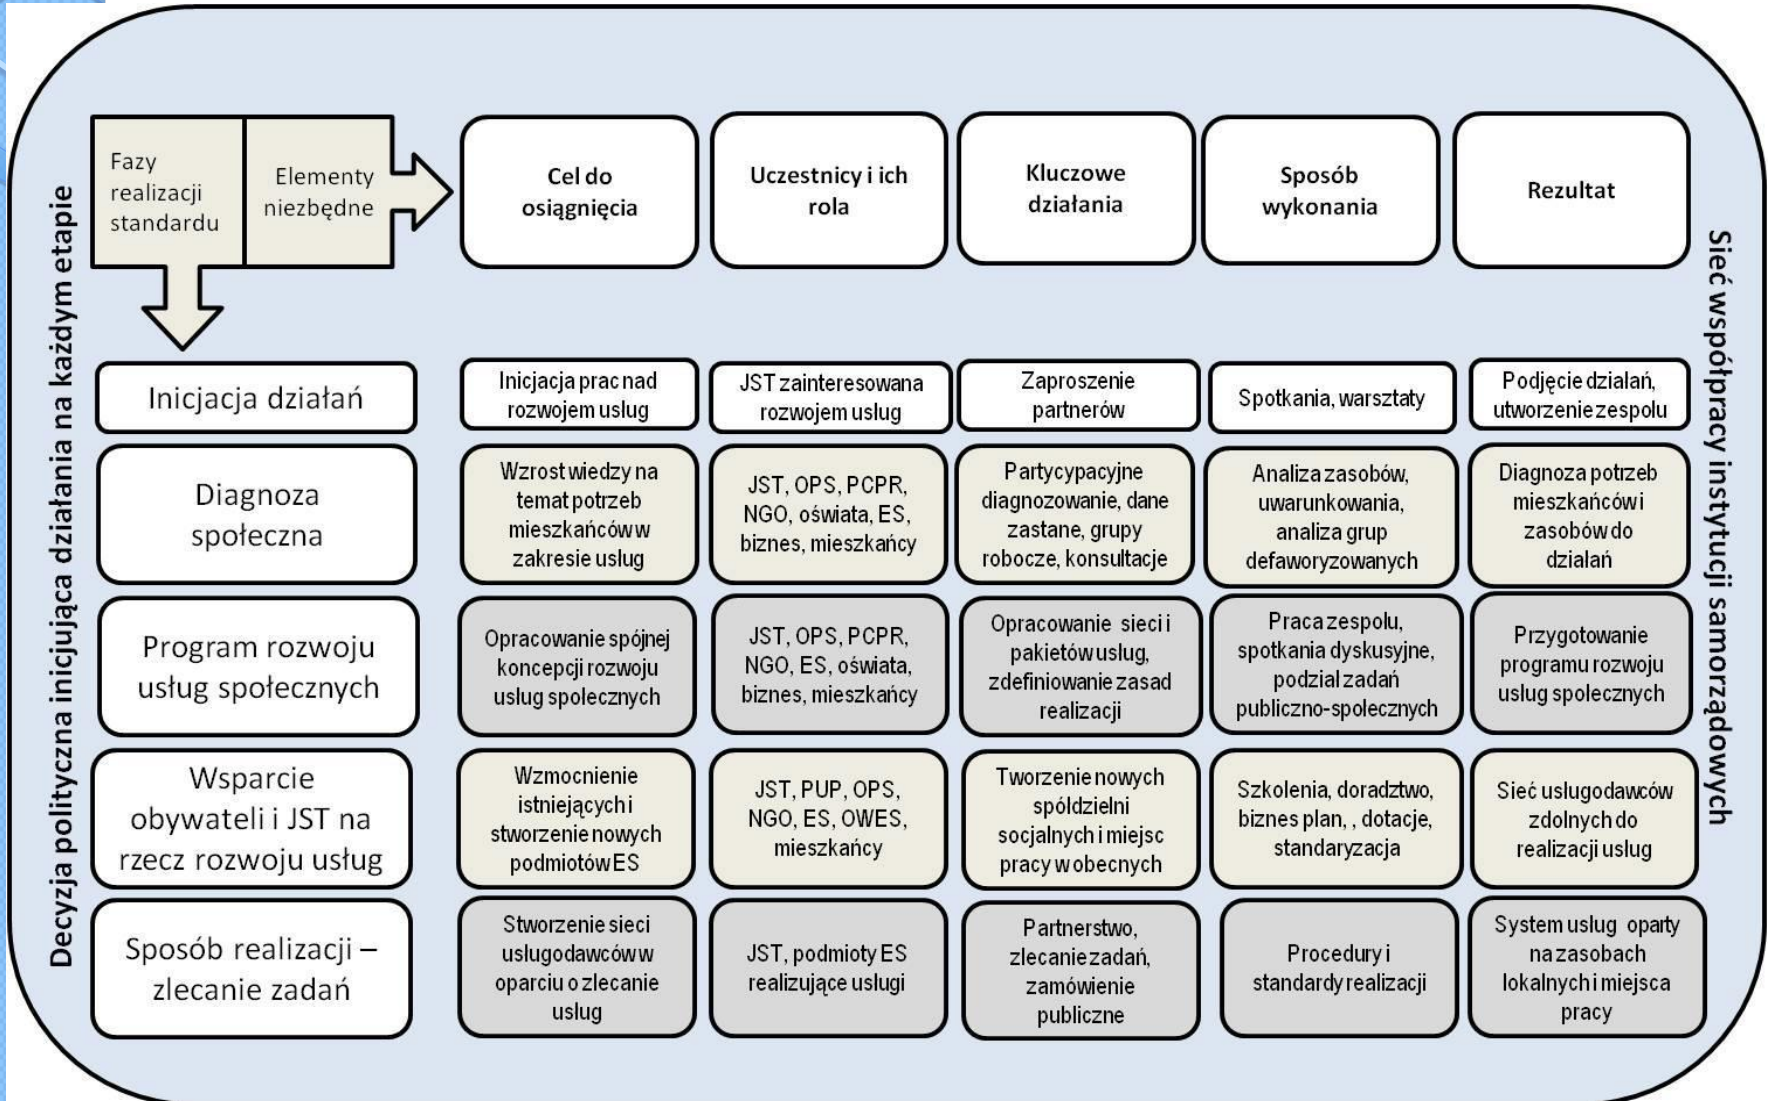 Decyzja polityczna inicjująca działania na każdym etapie
Fazy
realizacji
standardu
Elementy
niezbędne
Cel do
osiągnięcia
Uczestnicy i ich
rola
Kluczowe
działania
Sposób
wykonania
Rezultat
Inicjacja działań
Inicjacja prac nad
rozwojem usług
JST zainteresowana
rozwojem usług
Zaproszenie
partnerów
Spotkania, warsztaty
Podjęcie działań,
utworzenie zespołu
Diagnoza
społeczna
Wzrost wiedzy na
temat potrzeb
mieszkańców w
zakresie usług
JST, OPS, PCPR,
NGO, oświata, ES,
biznes, mieszkańcy
Partycypacyjne
diagnozowanie, dane
zastane, grupy
robocze, konsultacje
Analiza zasobów,
uwarunkowania,
analiza grup
defaworyzowanych
Diagnoza potrzeb
mieszkańców i
zasobów do
działań
Program rozwoju
usług społecznych
Opracowanie spójnej
koncepcji rozwoju
usług społecznych
JST, OPS, PCPR,
NGO, ES, oświata,
biznes, mieszkańcy
Opracowanie sieci i
pakietów usług,
zdefiniowanie zasad
realizacji
Praca zespołu,
spotkania dyskusyjne,
podział zadań
publiczno-społecznych
Przygotowanie
programu rozwoju
usług społecznych
Wsparcie
obywateli i JST na
rzecz rozwoju usług
Wzmocnienie
istniejących i
stworzenie nowych
podmiotów ES
JST, PUP, OPS,
NGO, ES, OWES,
mieszkańcy
Tworzenie nowych
spółdzielni
socjalnych i miejsc
pracy w obecnych
Szkolenia, doradztwo,
biznes plan, , dotacje,
standaryzacja
Sieć usługodawców
zdolnych do
realizacji usług
Sposób realizacji –
zlecanie zadań
Stworzenie sieci
usługodawców w
oparciu o zlecanie
usług
JST, podmioty ES
realizujące usługi
Partnerstwo,
zlecanie zadań,
zamówienie
publiczne
Procedury i
standardy realizacji
System usług oparty
na zasobach
lokalnych i miejsca
pracy
Sieć współpracy instytucji samorządowych